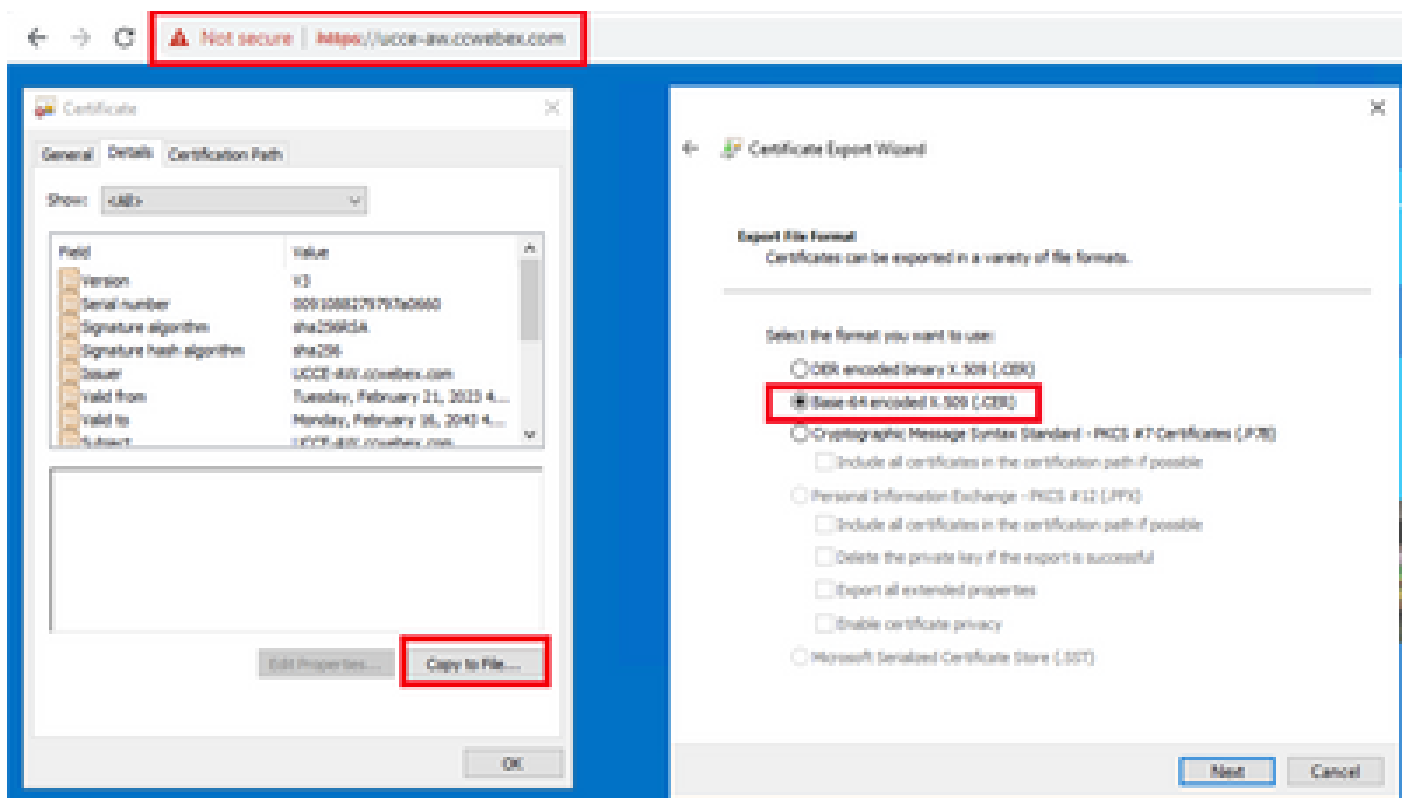 Not secure | https://ucce-aw.ccwebex.com
Certificate
General Details Certification Path
Show: <All>
Field Value
Version V3
Serial number
Signature algorithm sha256RSA
Signature hash algorithm sha256
Issuer UCCE-AW.ccwebex.com
Valid from Tuesday, February 21, 2023 4...
Valid to Monday, February 16, 2043 4...
Subject UCCE-AW.ccwebex.com
Edit Properties... Copy to File...
OK
Certificate Export Wizard
Export File Format
Certificates can be exported in a variety of file formats.
Select the format you want to use:
DER encoded binary X.509 (.CER)
Base-64 encoded X.509 (.CER)
Cryptographic Message Syntax Standard - PKCS #7 Certificates (.P7B)
Include all certificates in the certification path if possible
Personal Information Exchange - PKCS #12 (.PFX)
Include all certificates in the certification path if possible
Delete the private key if the export is successful
Export all extended properties
Enable certificate privacy
Microsoft Serialized Certificate Store (.SST)
Next Cancel